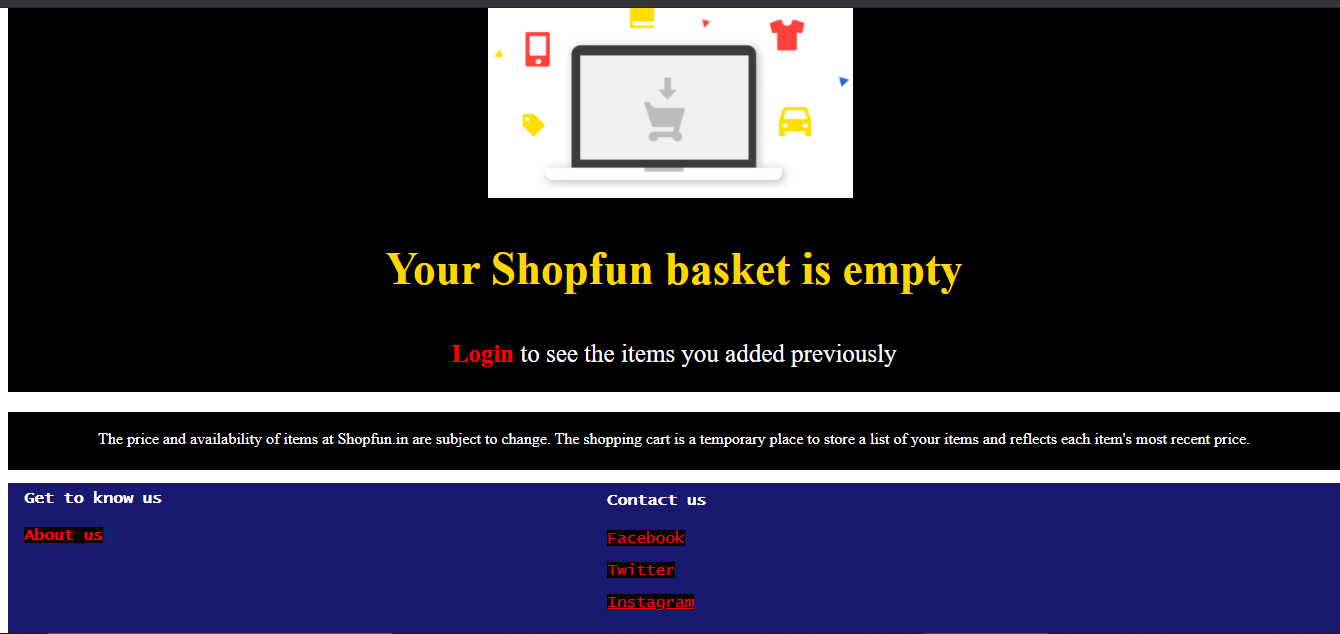 Your Shopfun basket is empty
Login to see the items you added previously
The price and availability of items at Shopfun.in are subject to change. The shopping cart is a temporary place to store a list of your items and reflects each item's most recent price.
Get to know us
About us
Contact us
Facebook
Twitter
Instagram